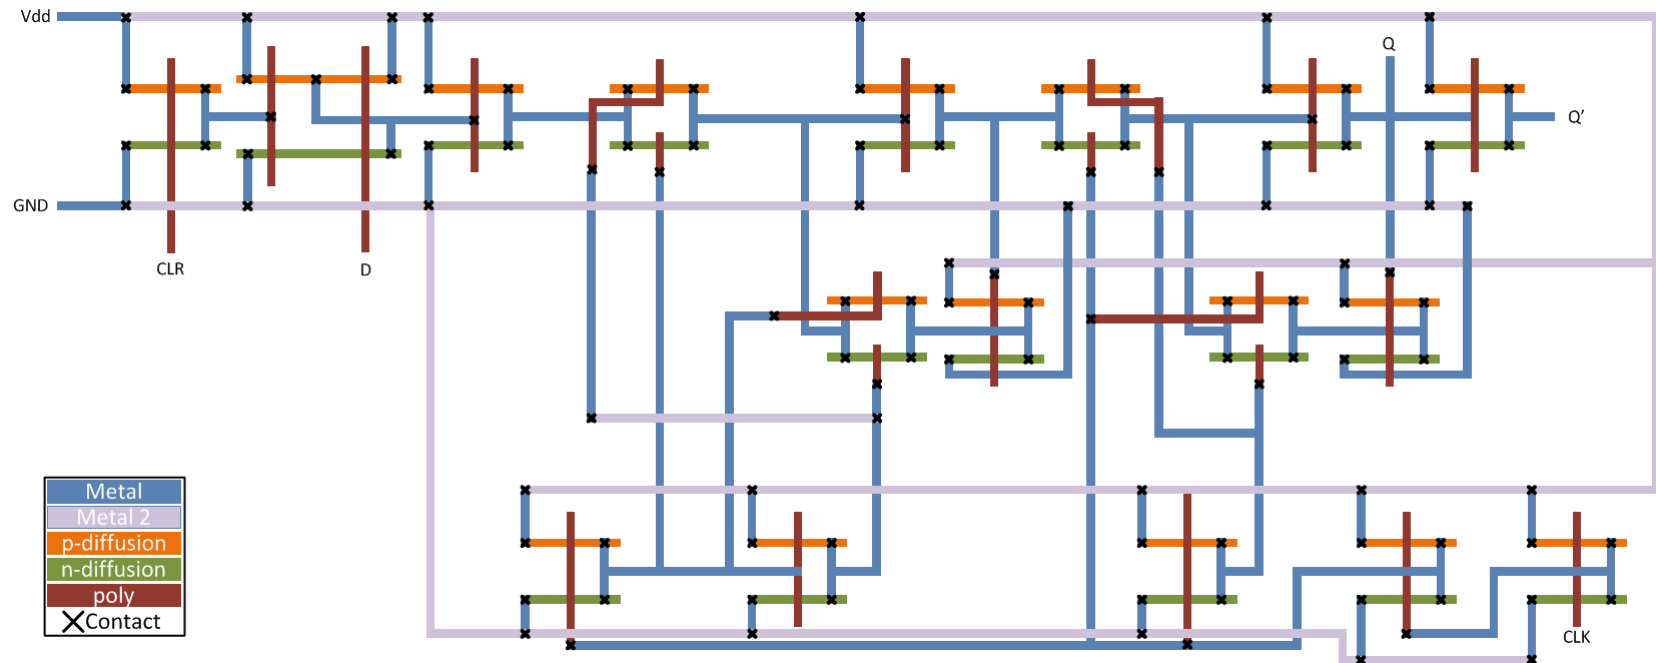 Vdd
Q
Q’
GND
CLR
D
Metal
Metal 2
p-diffusion
n-diffusion
poly
Contact
CLK